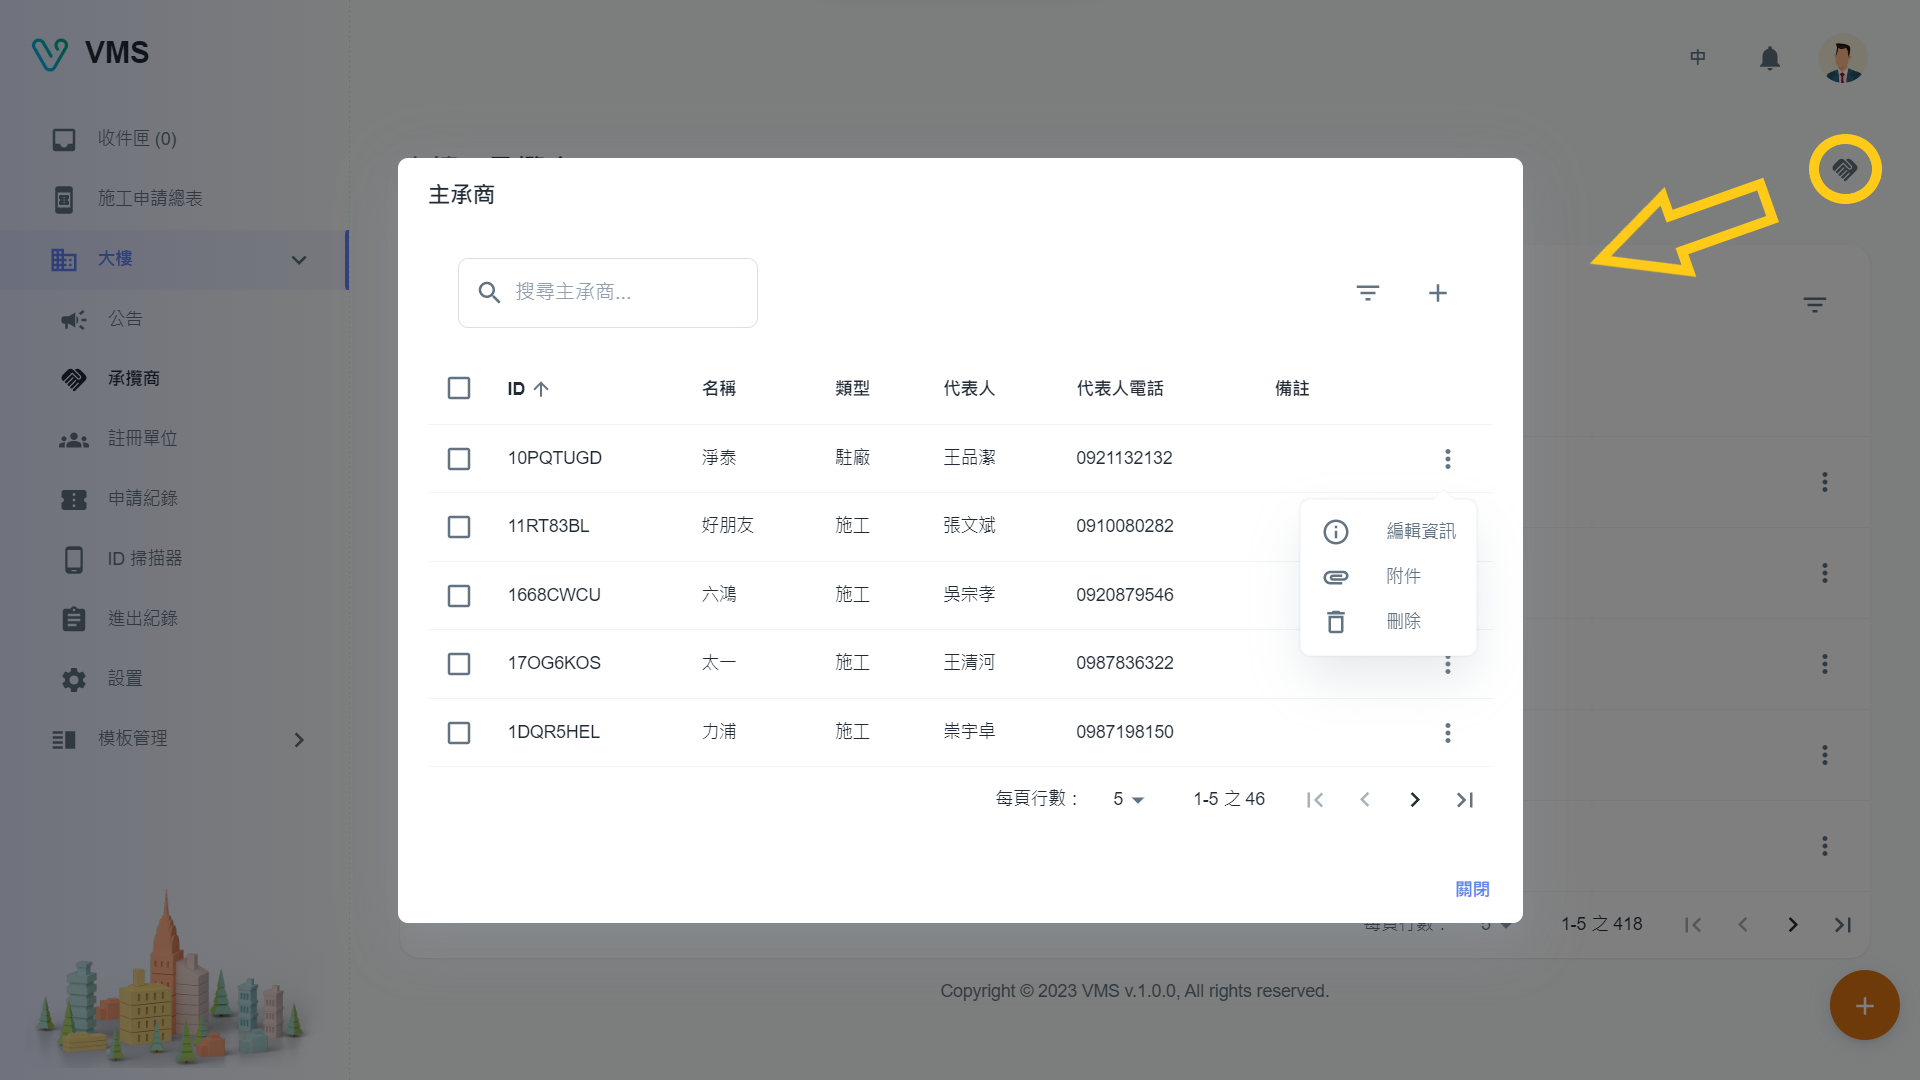 VMS
中
收件匣 (0)
施工申請總表
大樓
公告
承攬商
註冊單位
申請紀錄
ID 掃描器
進出紀錄
設置
模板管理
主承商
搜尋主承商...
ID 名稱 類型 代表人 代表人電話 備註
10PQTUGD 淨泰 駐廠 王品潔 0921132132
11RT83BL 好朋友 施工 張文斌 0910080282
1668CWCU 六鴻 施工 吳宗孝 0920879546
17OG6KOS 太一 施工 王清河 0987836322
1DQR5HEL 力浦 施工 崇宇卓 0987198150
編輯資訊
附件
刪除
每頁行數： 5 1-5 之 46
關閉
每頁行數： 5 1-5 之 418
Copyright © 2023 VMS v.1.0.0, All rights reserved.